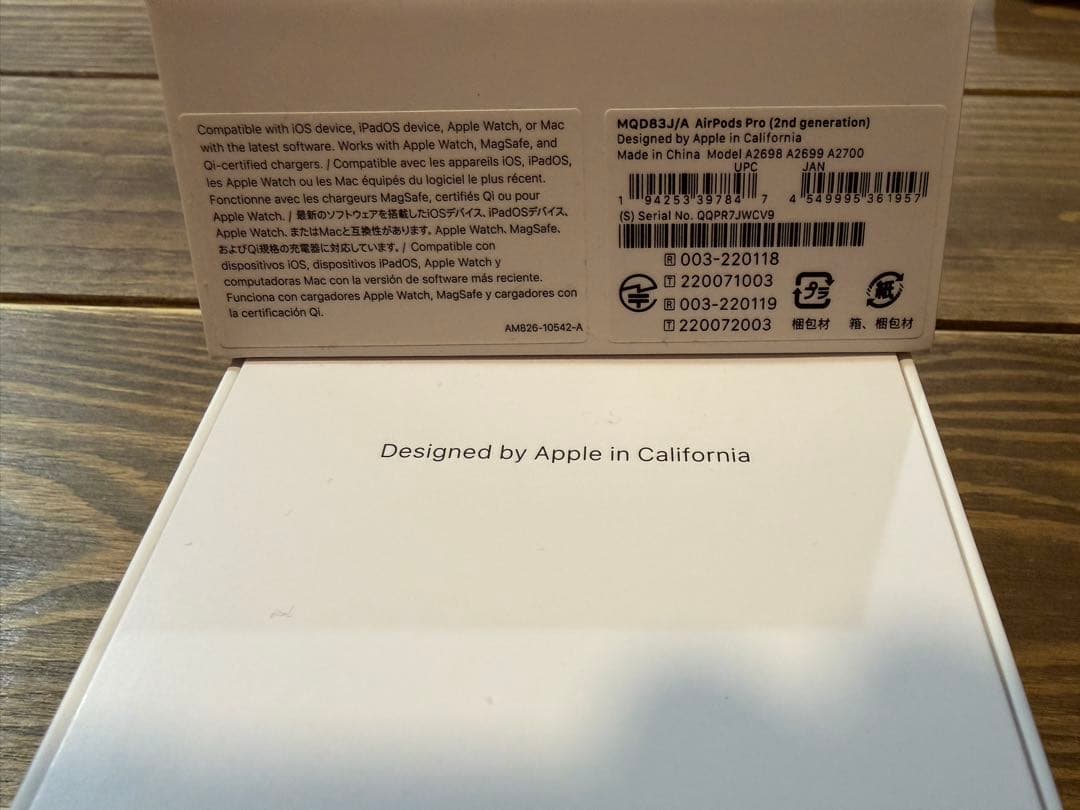 Compatible with iOS device, iPadOS device, Apple Watch, or Mac
with the latest software. Works with Apple Watch, MagSafe, and
Qi-certified chargers. / Compatible avec les appareils iOS, iPadOS,
les Apple Watch ou les Mac équipés du logiciel le plus récent.
Fonctionne avec les chargeurs MagSafe, certifiés Qi ou pour
Apple Watch. / 最新のソフトウェアを搭載したiOSデバイス、iPadOSデバイス、
Apple Watch、またはMacと互換性があります。Apple Watch、MagSafe、
およびQi規格の充電器に対応しています。/ Compatible con
dispositivos iOS, dispositivos iPadOS, Apple Watch y
computadoras Mac con la versión de software más reciente.
Funciona con cargadores Apple Watch, MagSafe y cargadores con
la certificación Qi.
AM826-10542-A
MQD83J/A AirPods Pro (2nd generation)
Designed by Apple in California
Made in China Model A2698 A2699 A2700
UPC JAN
1 94253 39784 7 4 549995 361957
(S) Serial No. QQPR7JWCV9
R 003-220118
T 220071003
R 003-220119
T 220072003
プラ 紙
梱包材 箱、梱包材
Designed by Apple in California